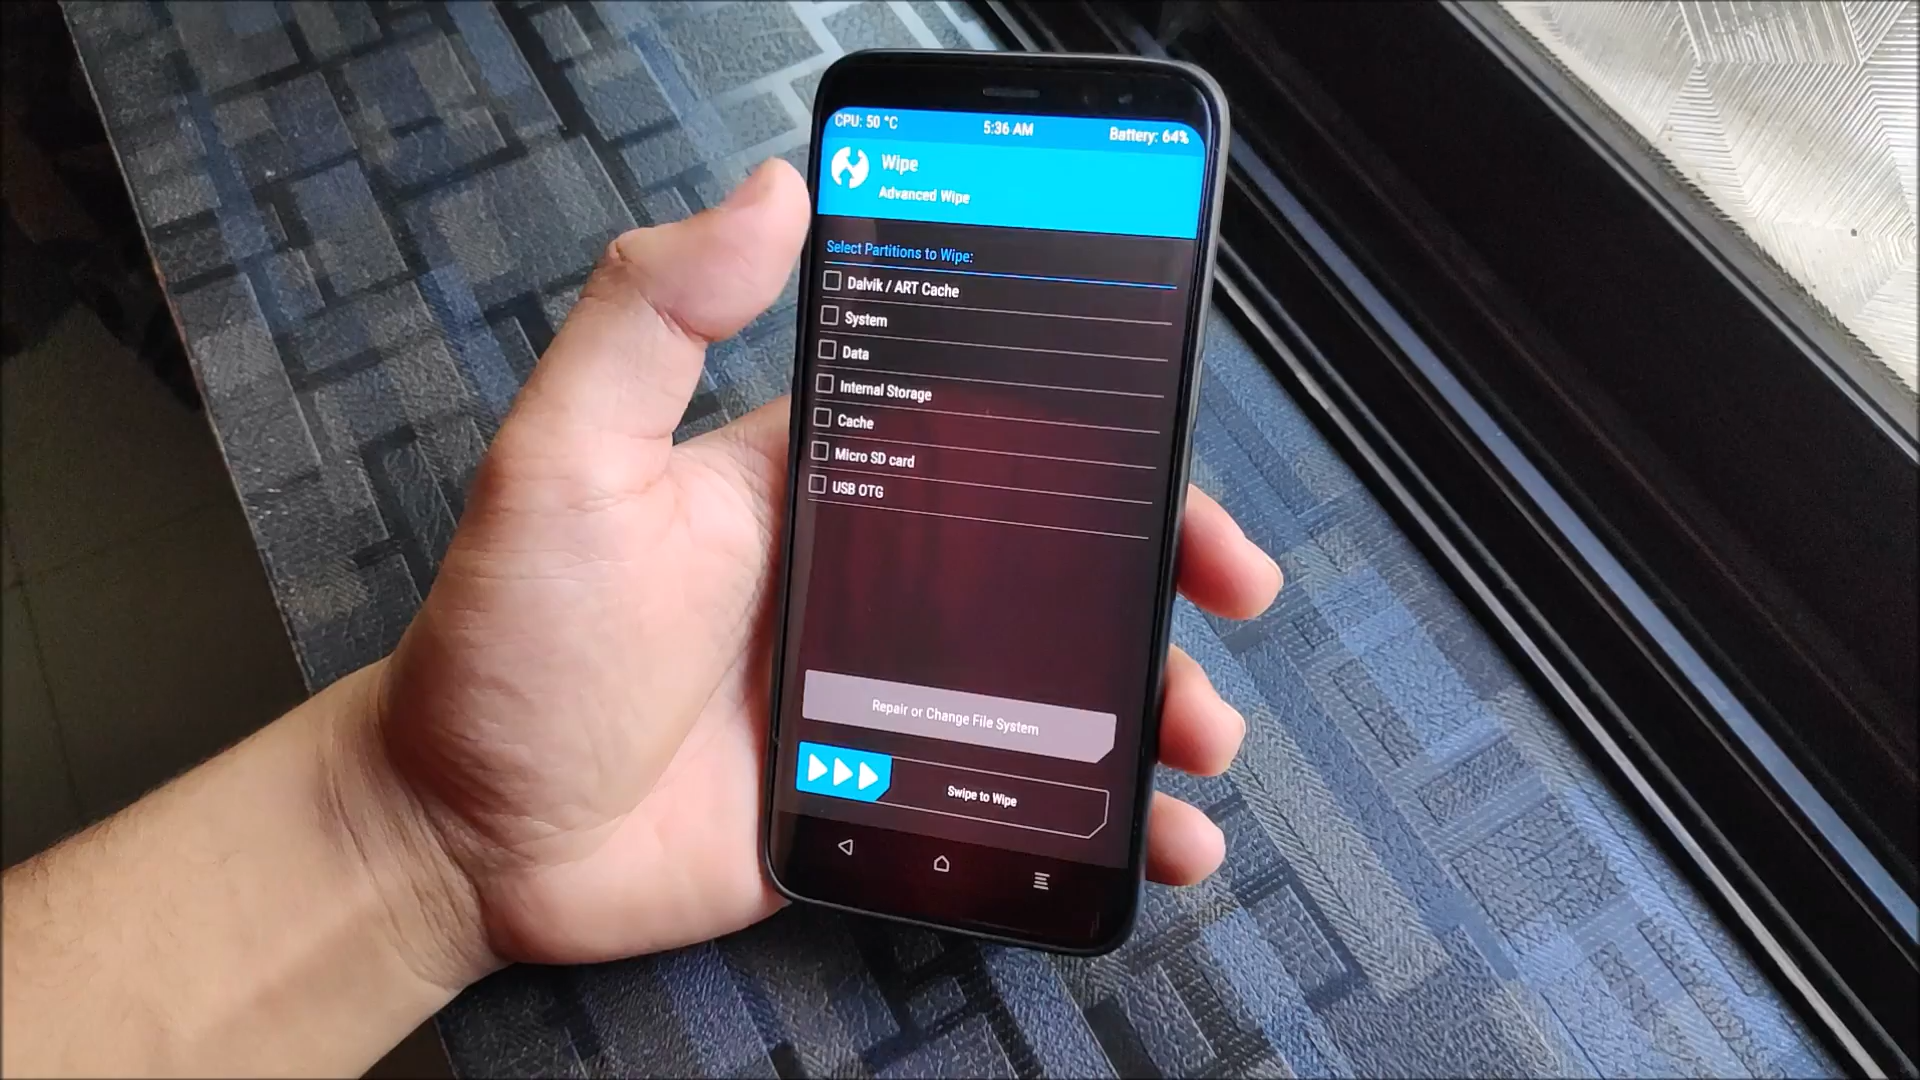 CPU: 50 °C 5:36 AM Battery: 64%
Wipe
Advanced Wipe
Select Partitions to Wipe:
Dalvik / ART Cache
System
Data
Internal Storage
Cache
Micro SD card
USB OTG
Repair or Change File System
Swipe to Wipe